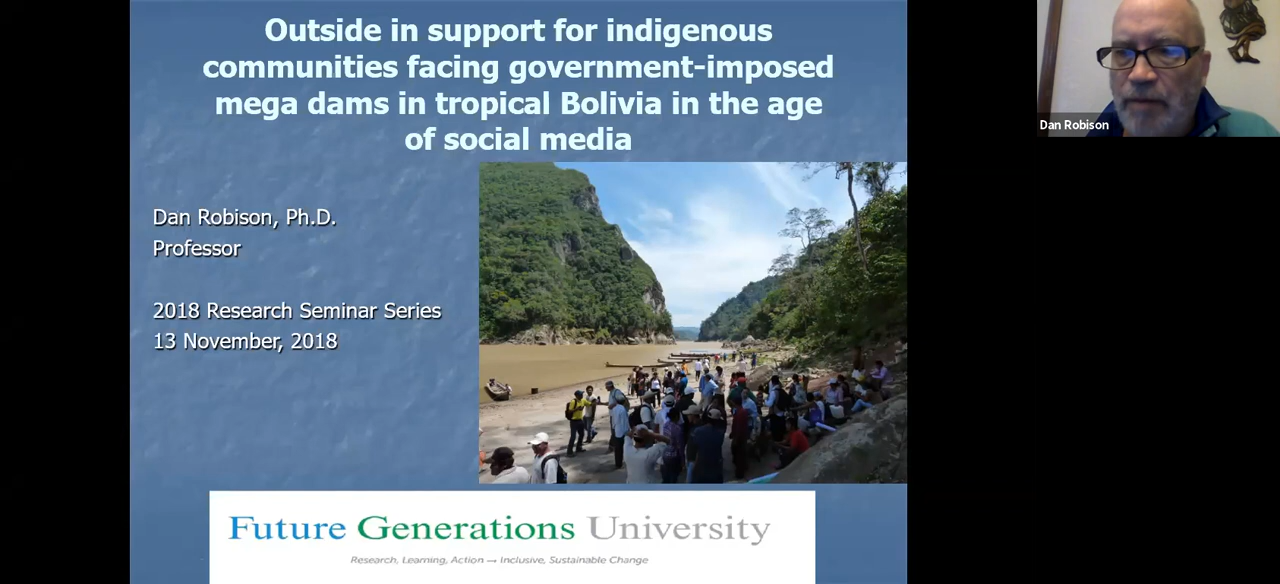 Outside in support for indigenous
communities facing government-imposed
mega dams in tropical Bolivia in the age
of social media
Dan Robison, Ph.D.
Professor
2018 Research Seminar Series
13 November, 2018
Future Generations University
Research, Learning, Action → Inclusive, Sustainable Change
Dan Robison